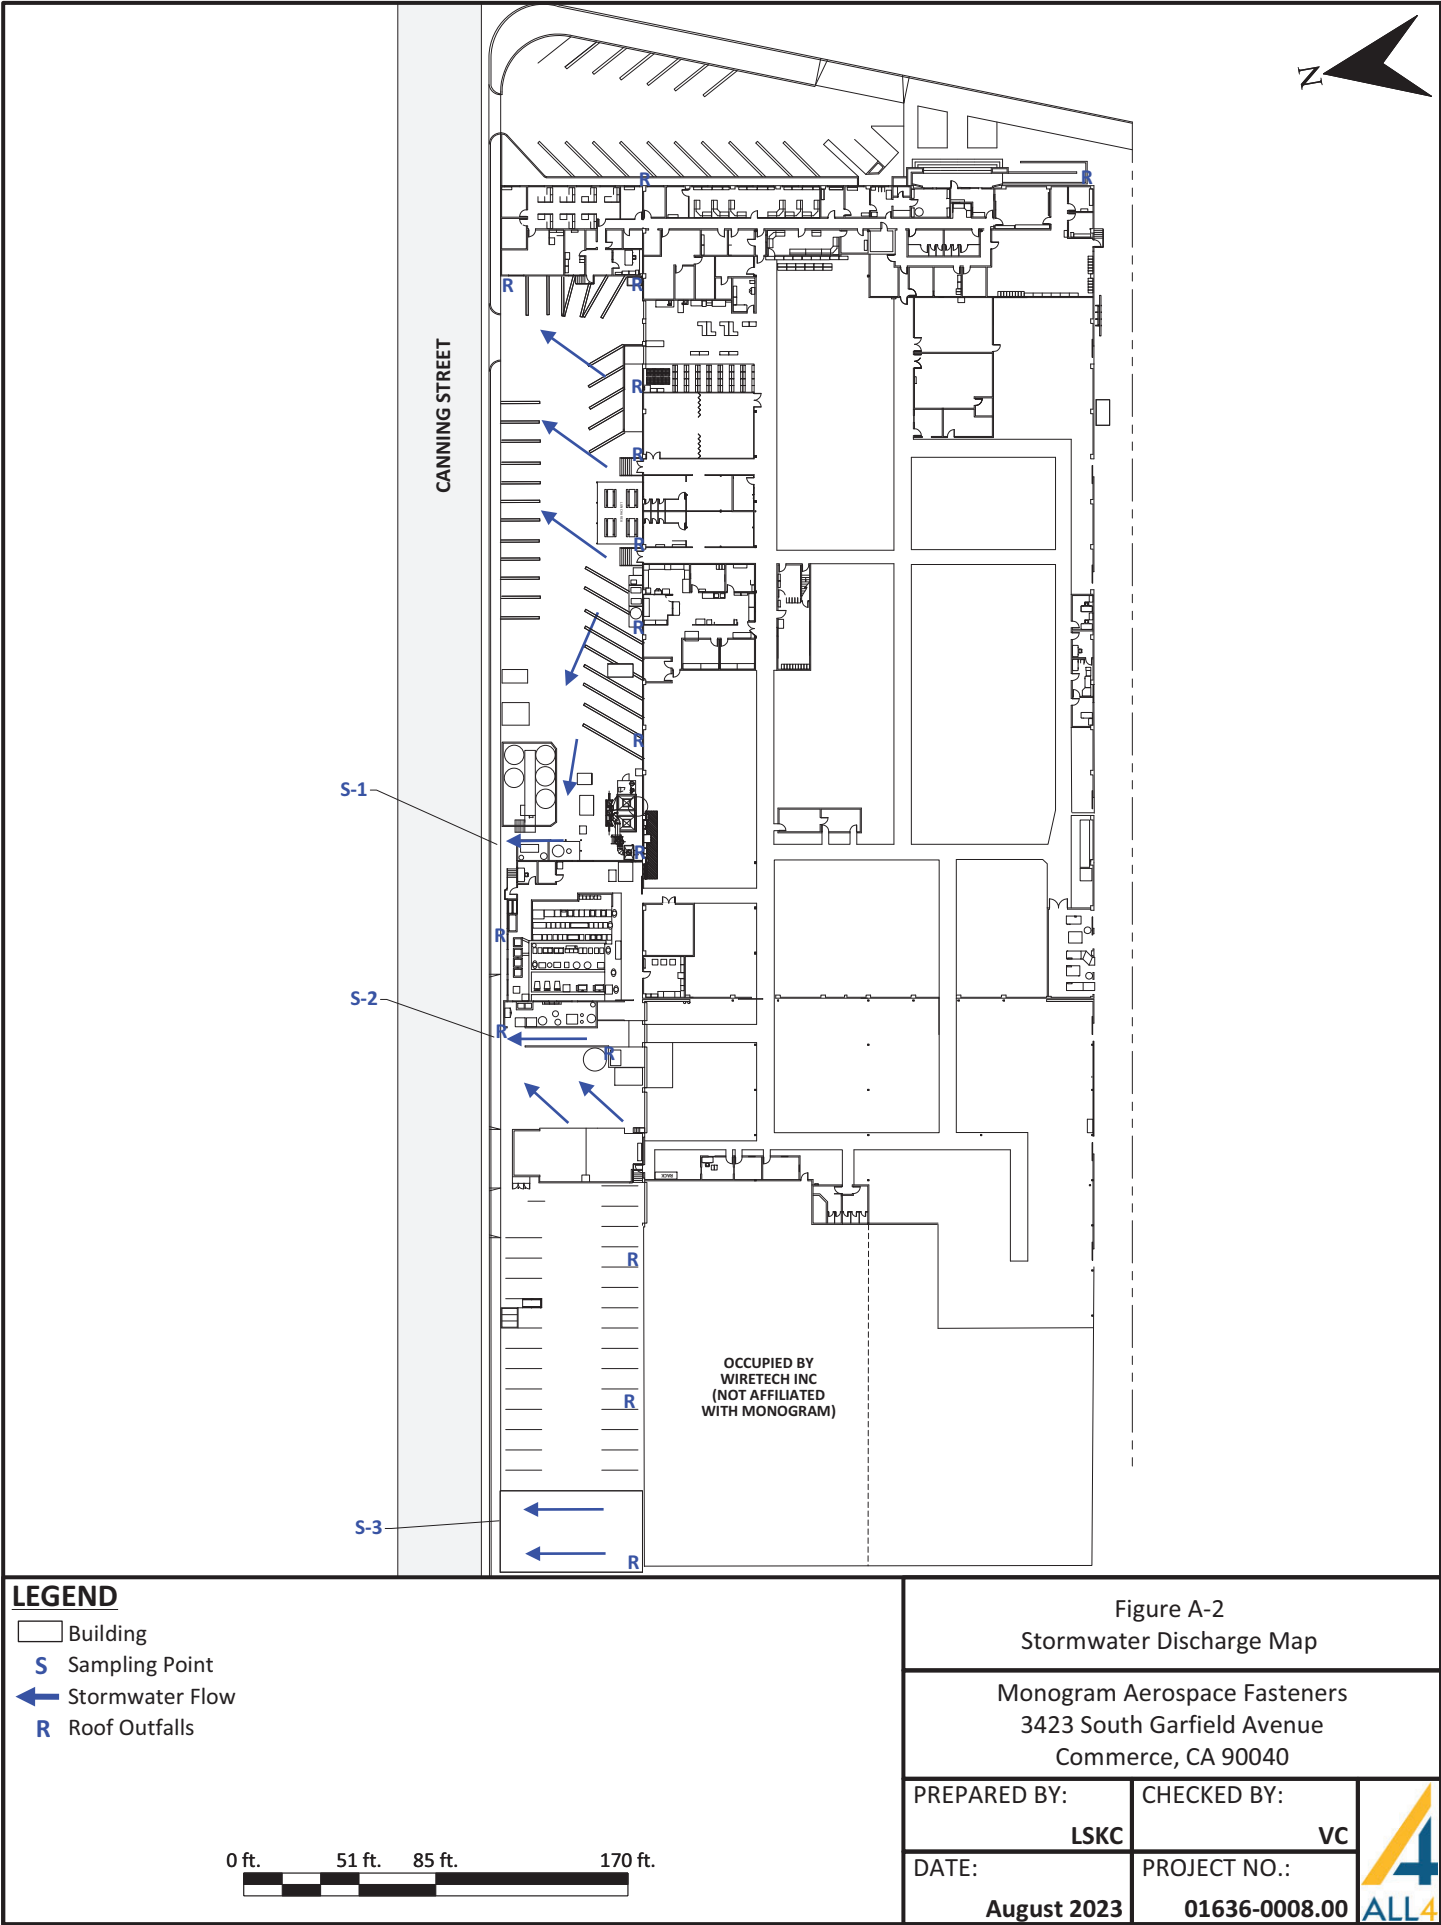 N
R
R
R
R
CANNING STREET
R
R
R
R
R
S-1
R
R
S-2
R
R
RACK
R
OCCUPIED BY
WIRETECH INC
(NOT AFFILIATED
WITH MONOGRAM)
R
S-3
R
LEGEND
Building
S Sampling Point
Stormwater Flow
R Roof Outfalls
0 ft. 51 ft. 85 ft. 170 ft.
Figure A-2
Stormwater Discharge Map
Monogram Aerospace Fasteners
3423 South Garfield Avenue
Commerce, CA 90040
PREPARED BY:
LSKC
CHECKED BY:
VC
DATE:
August 2023
PROJECT NO.:
01636-0008.00
ALL4